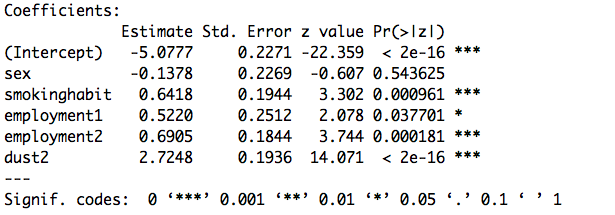 Coefficients:
Estimate Std. Error z value Pr(>|z|)
(Intercept) -5.0777 0.2271 -22.359 < 2e-16 ***
sex -0.1378 0.2269 -0.607 0.543625
smokinghabit 0.6418 0.1944 3.302 0.000961 ***
employment1 0.5220 0.2512 2.078 0.037701 *
employment2 0.6905 0.1844 3.744 0.000181 ***
dust2 2.7248 0.1936 14.071 < 2e-16 ***
---
Signif. codes: 0 ‘***’ 0.001 ‘**’ 0.01 ‘*’ 0.05 ‘.’ 0.1 ‘ ’ 1